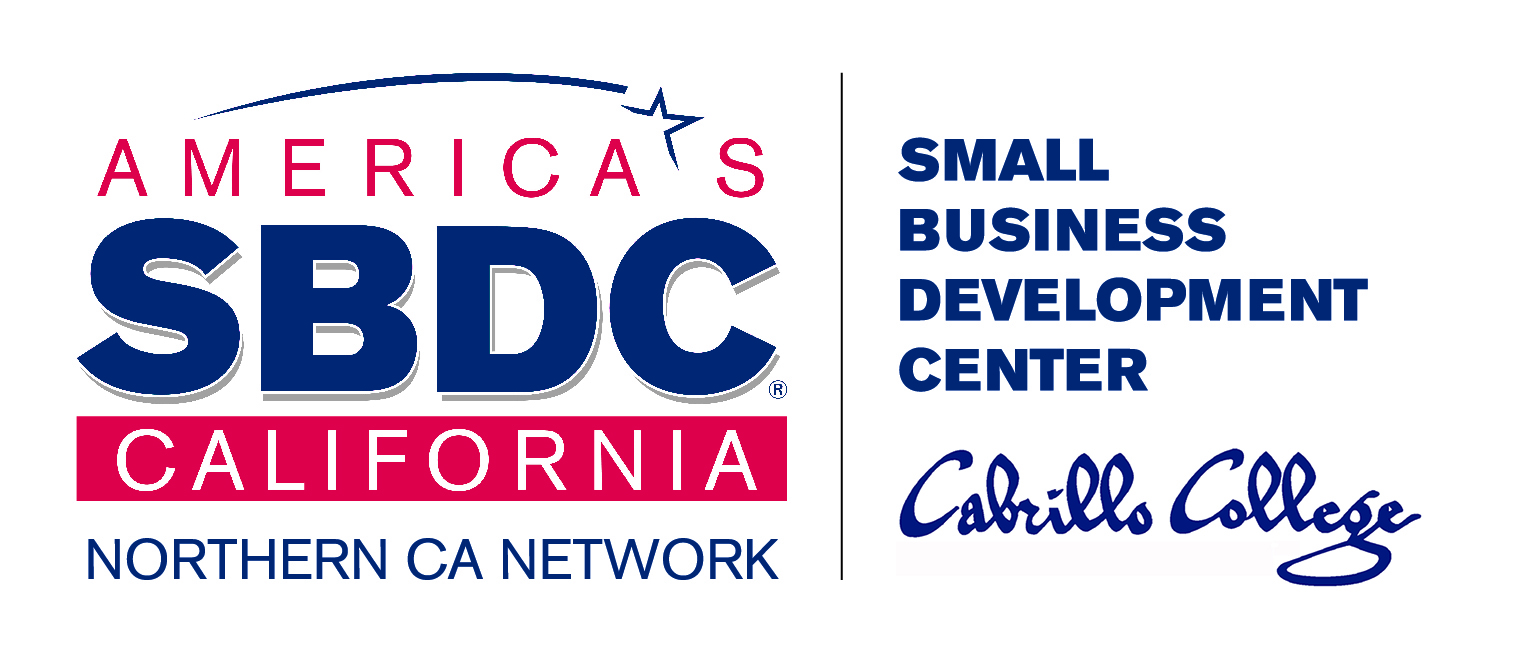 AMERICA'S
SBDC®
CALIFORNIA
NORTHERN CA NETWORK
SMALL
BUSINESS
DEVELOPMENT
CENTER
Cabrillo College